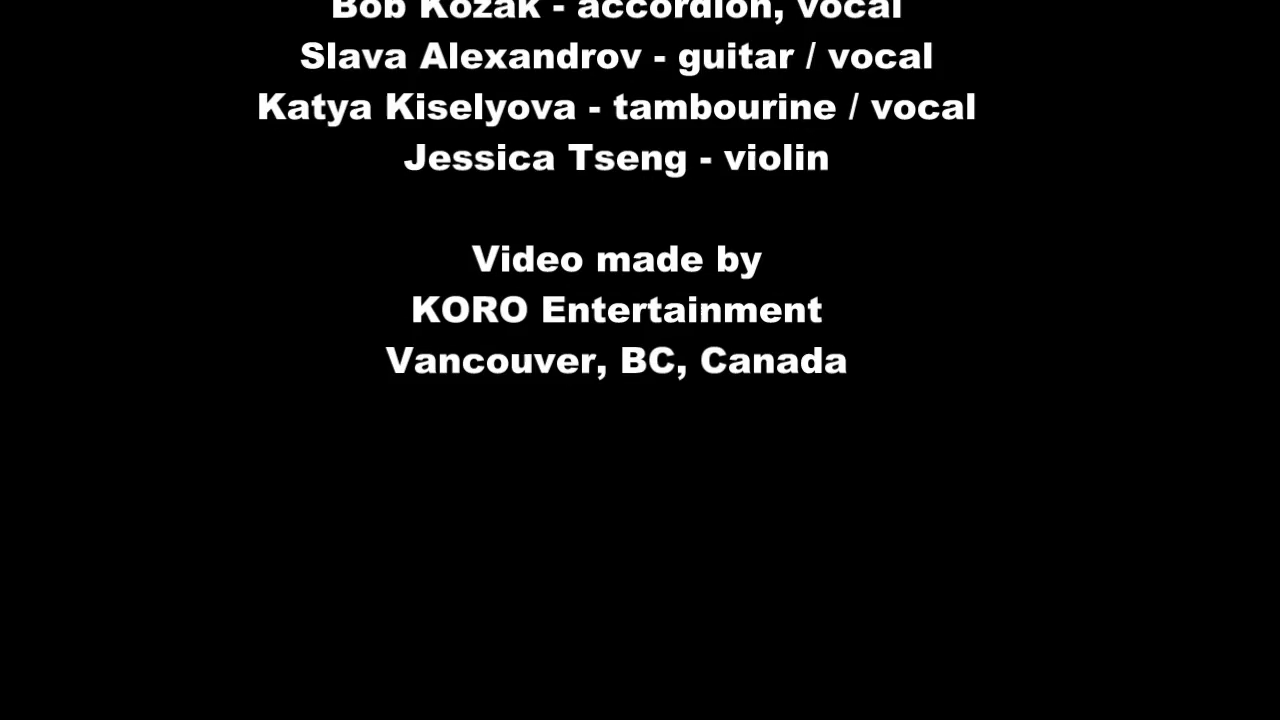 Bob Kozak - accordion, vocal
Slava Alexandrov - guitar / vocal
Katya Kiselyova - tambourine / vocal
Jessica Tseng - violin
Video made by
KORO Entertainment
Vancouver, BC, Canada